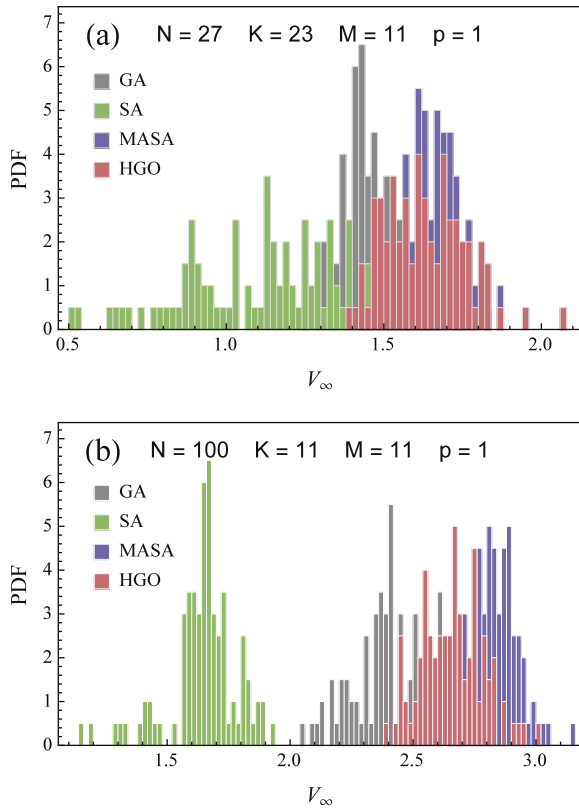 (a) N = 27 K = 23 M = 11 p = 1
GA
SA
MASA
HGO
PDF
7
6
5
4
3
2
1
0
0.5 1.0 1.5 2.0
V∞
(b) N = 100 K = 11 M = 11 p = 1
GA
SA
MASA
HGO
PDF
7
6
5
4
3
2
1
0
1.5 2.0 2.5 3.0
V∞